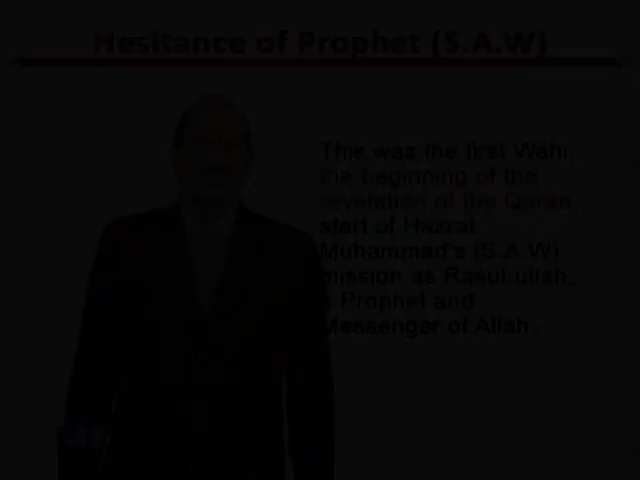 Hesitance of Prophet (S.A.W)
This was the first Wahi,
the beginning of the
revelation of the Quran,
start of Hazrat
Muhammad's (S.A.W)
mission as Rasul-ullah,
a Prophet and
Messenger of Allah.